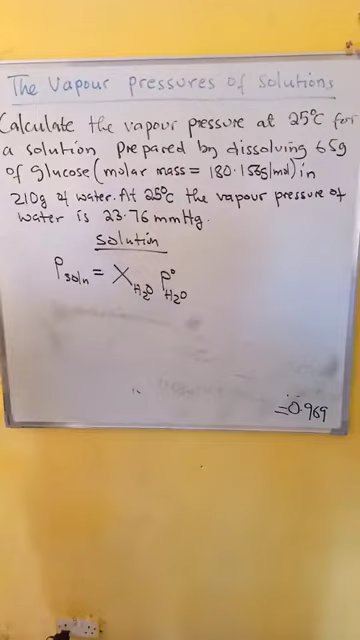 The Vapour pressures of solutions
Calculate the vapour pressure at 25°C for
a solution prepared by dissolving 65g
of glucose (molar mass = 180.156g/mol) in
210g of water. At 25°C the vapour pressure of
water is 23.76 mmHg.
solution
P soln = X H2O P° H2O
= 0.969